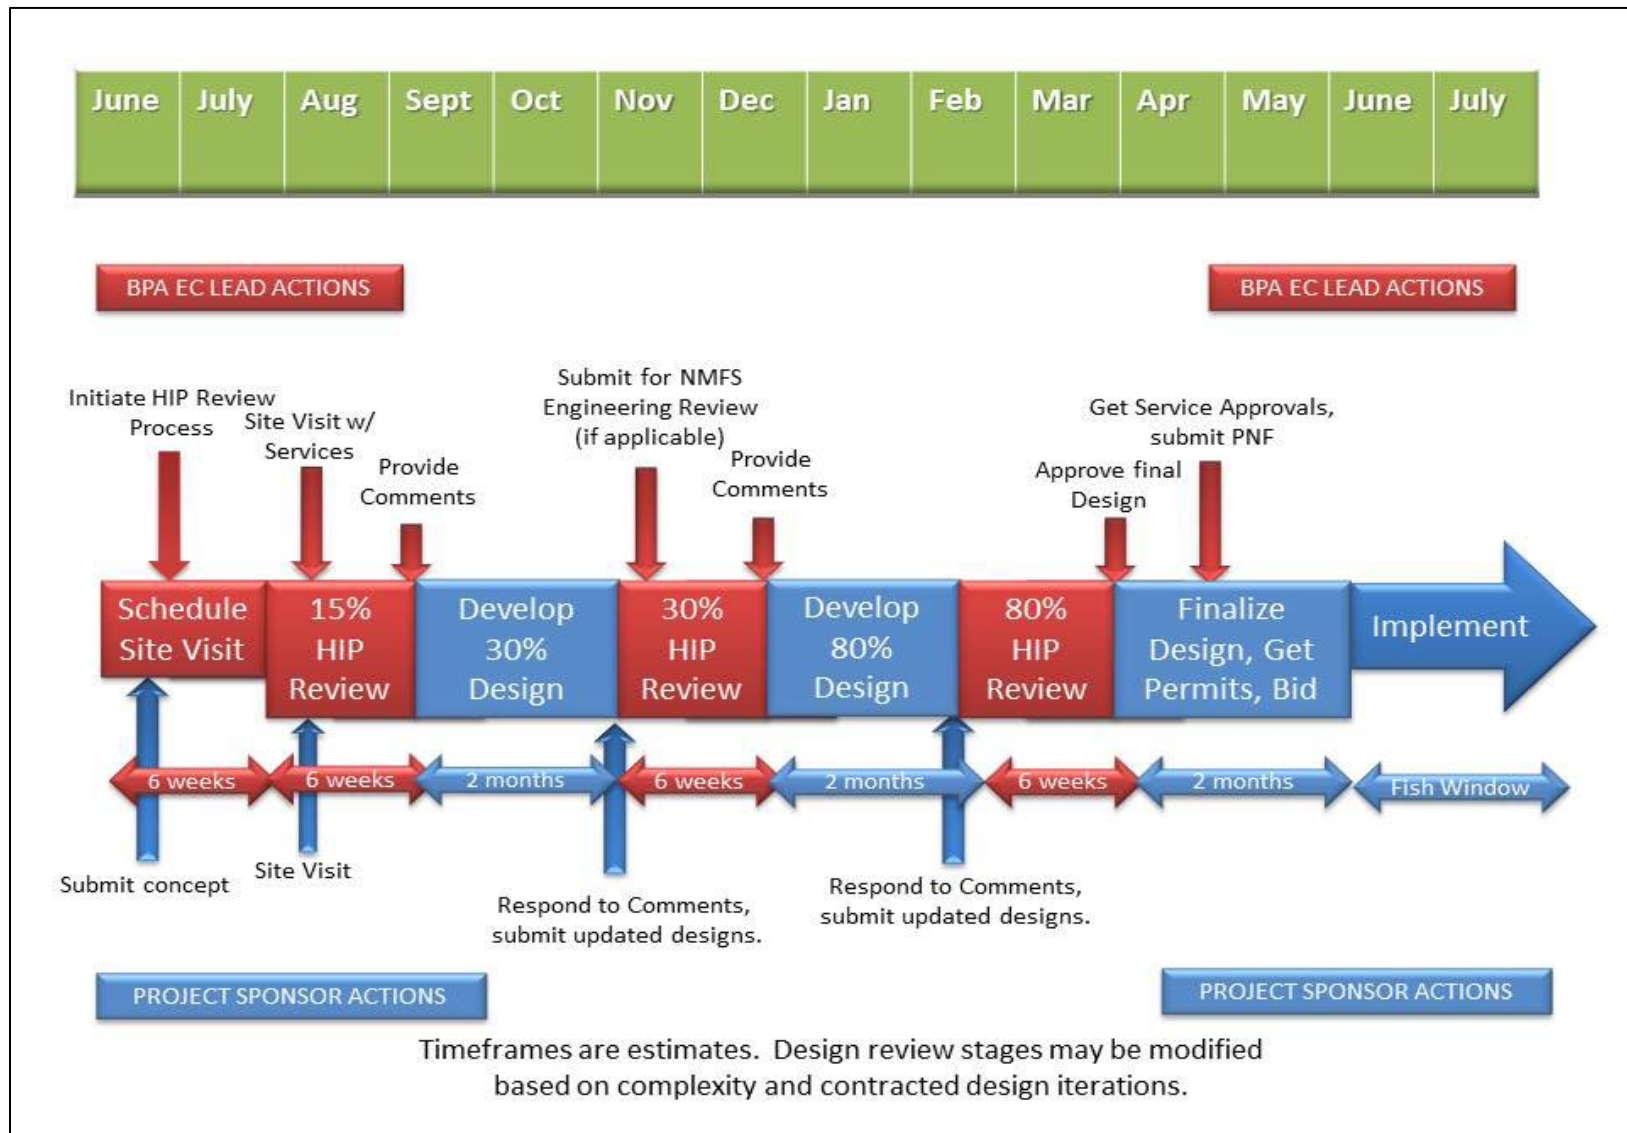 June July Aug Sept Oct Nov Dec Jan Feb Mar Apr May June July
BPA EC LEAD ACTIONS
BPA EC LEAD ACTIONS
Initiate HIP Review
Process
Site Visit w/
Services
Provide
Comments
Submit for NMFS
Engineering Review
(if applicable)
Provide
Comments
Approve final
Design
Get Service Approvals,
submit PNF
Schedule
Site Visit
15%
HIP
Review
Develop
30%
Design
30%
HIP
Review
Develop
80%
Design
80%
HIP
Review
Finalize
Design, Get
Permits, Bid
Implement
6 weeks
6 weeks
2 months
6 weeks
2 months
6 weeks
2 months
Fish Window
Submit concept
Site Visit
Respond to Comments,
submit updated designs.
Respond to Comments,
submit updated designs.
PROJECT SPONSOR ACTIONS
PROJECT SPONSOR ACTIONS
Timeframes are estimates. Design review stages may be modified
based on complexity and contracted design iterations.